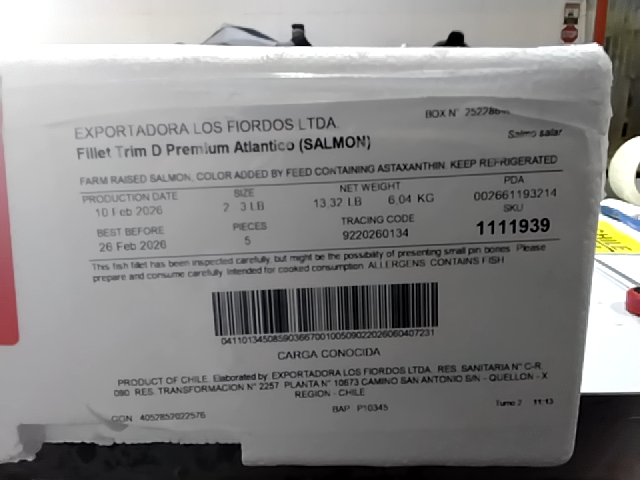 EXPORTADORA LOS FIORDOS LTDA.
BOX N°
Fillet Trim D Premium Atlantico (SALMON)
Salmo salar
FARM RAISED SALMON, COLOR ADDED BY FEED CONTAINING ASTAXANTHIN. KEEP REFRIGERATED
PRODUCTION DATE SIZE NET WEIGHT PDA
10 Feb 2026 2 3 LB 13.32 LB 6.04 KG 002661193214
BEST BEFORE PIECES TRACING CODE SKU
26 Feb 2026 5 9220260134 1111939
This fish fillet has been inspected carefully, but might be the possibility of presenting small pin bones. Please
prepare and consume carefully. Intended for cooked consumption. ALLERGENS: CONTAINS FISH
CARGA CONOCIDA
PRODUCT OF CHILE. Elaborated by: EXPORTADORA LOS FIORDOS LTDA. RES. SANITARIA N° C-R.
090 RES. TRANSFORMACION N° 2257 PLANTA N° 10673 CAMINO SAN ANTONIO S/N - QUELLON - X
REGION - CHILE
BAP P10345
Turno 2 11:13